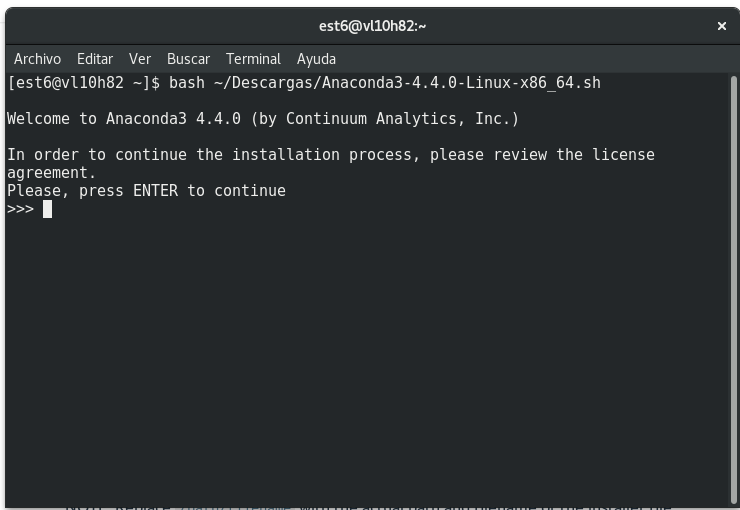 est6@vl10h82:~ ×
Archivo Editar Ver Buscar Terminal Ayuda
[est6@vl10h82 ~]$ bash ~/Descargas/Anaconda3-4.4.0-Linux-x86_64.sh
Welcome to Anaconda3 4.4.0 (by Continuum Analytics, Inc.)
In order to continue the installation process, please review the license
agreement.
Please, press ENTER to continue
>>>